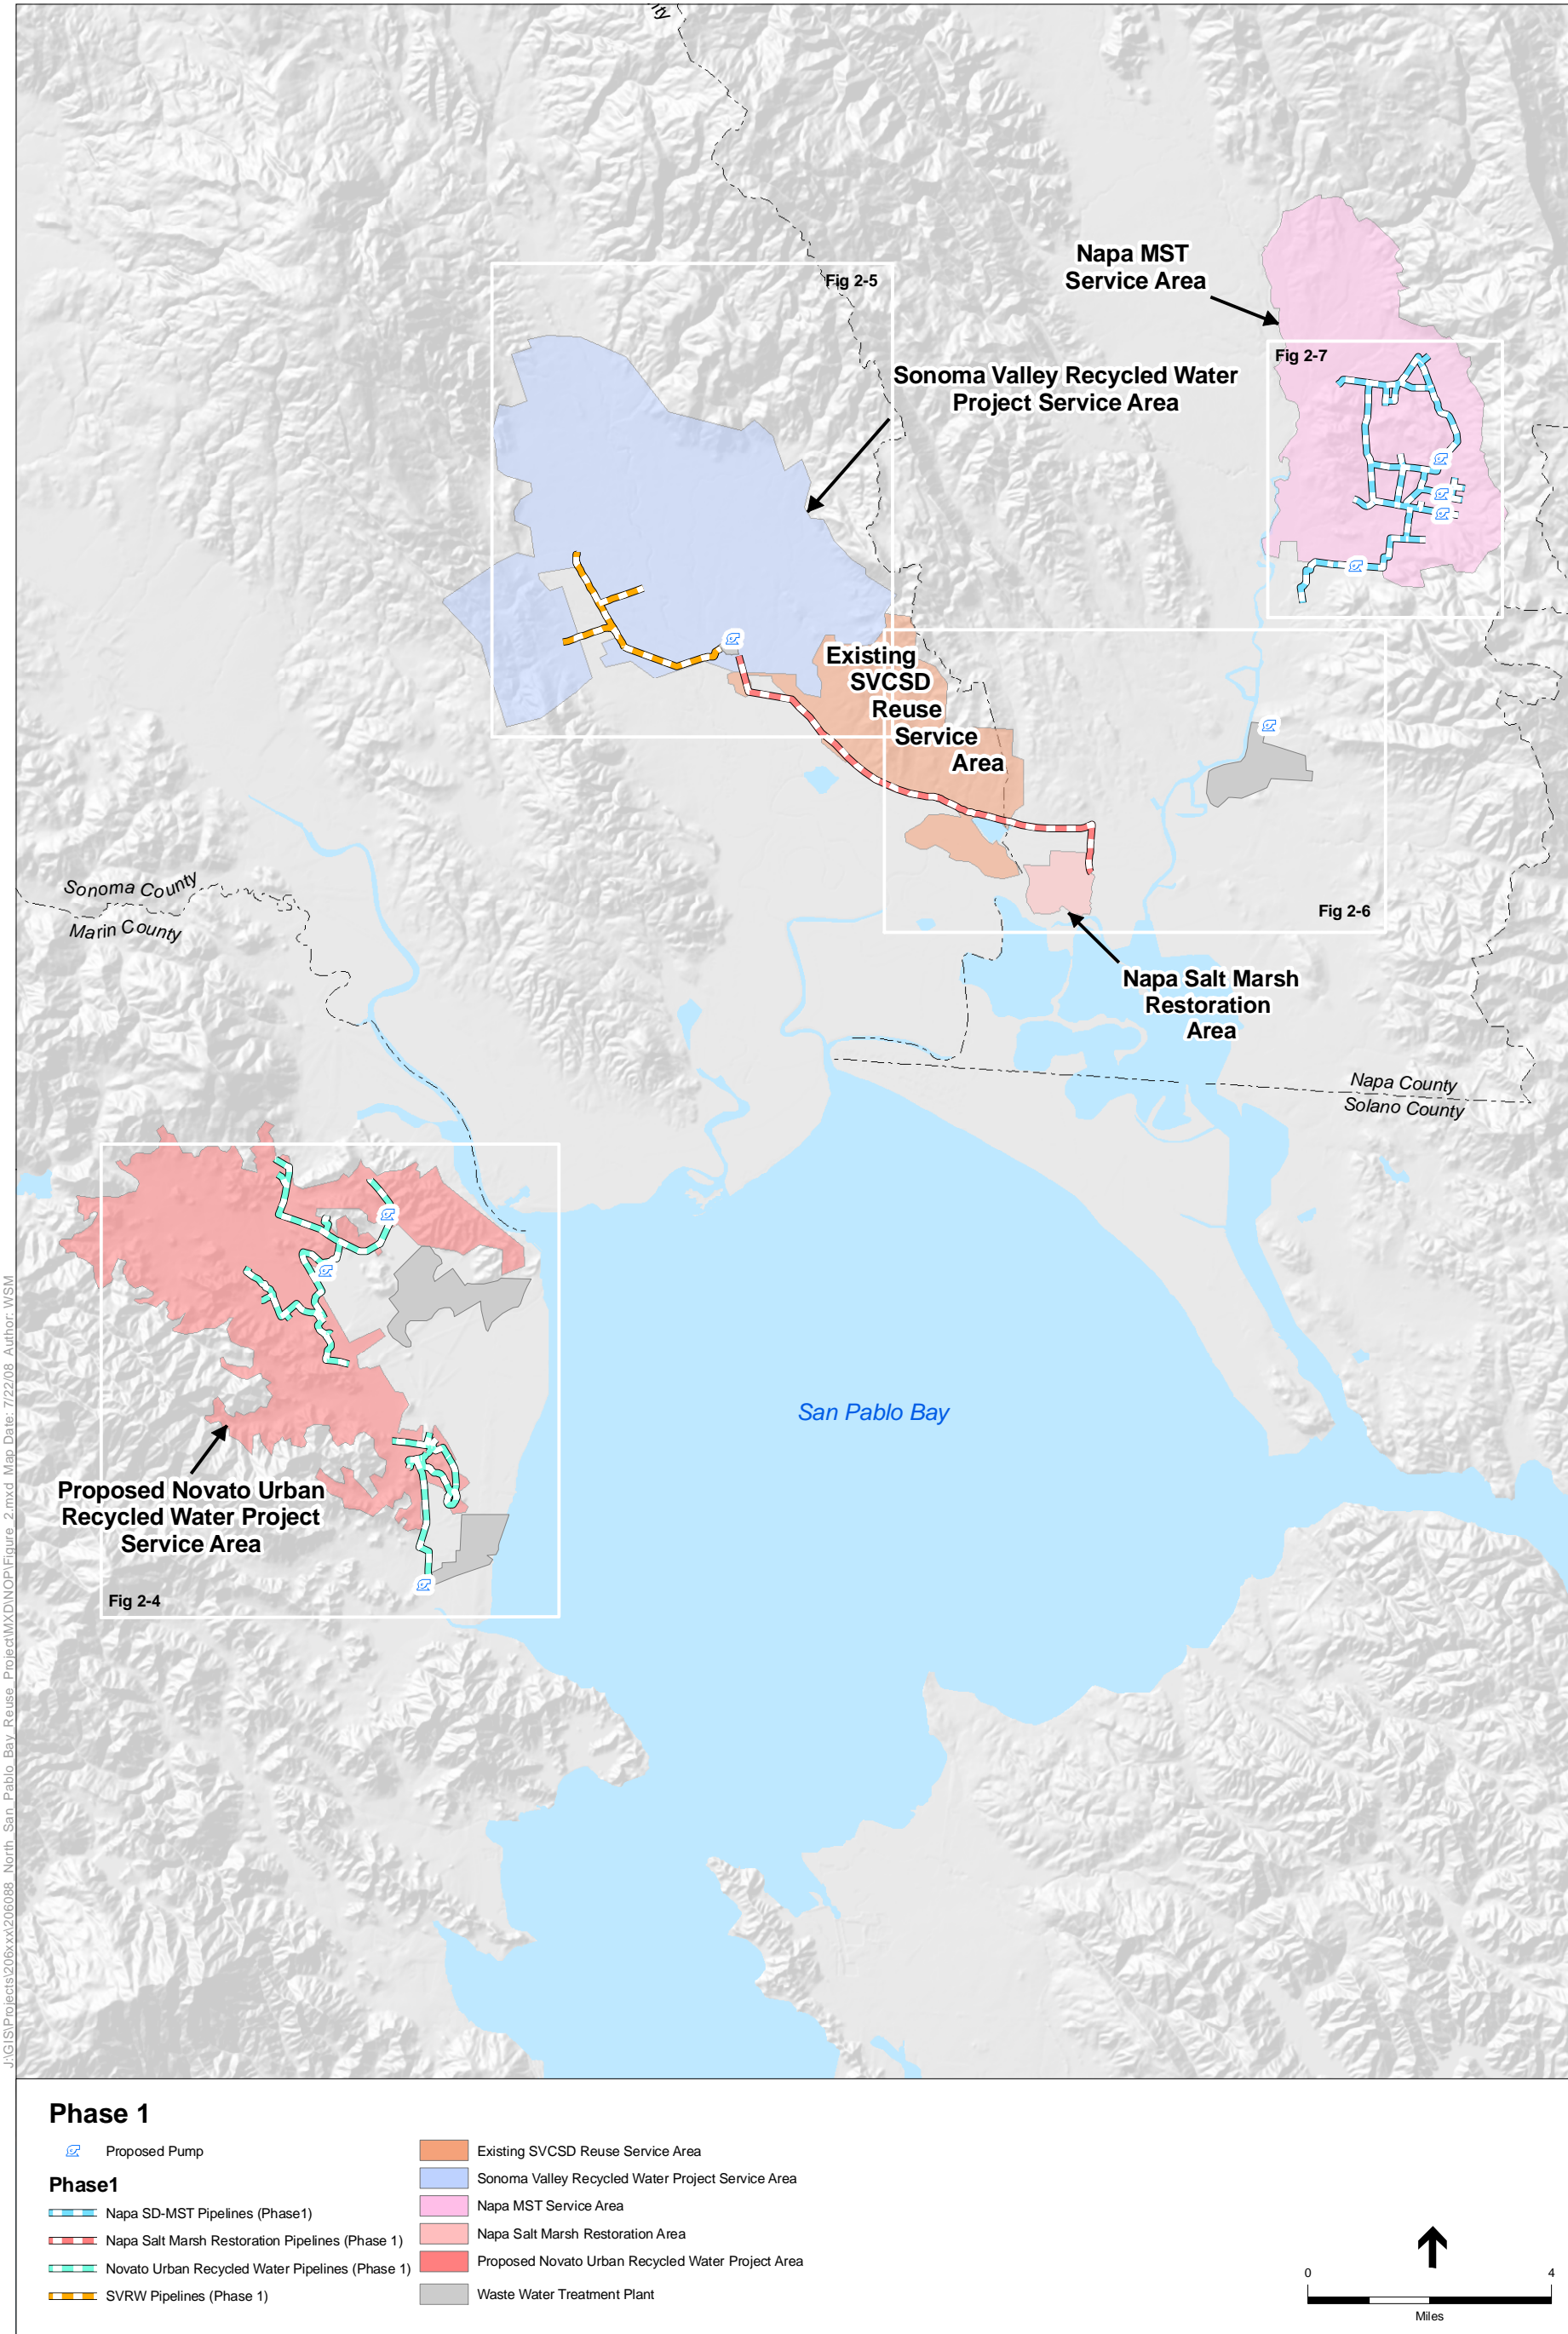 ity
Fig 2-5
Napa MST
Service Area
Fig 2-7
Sonoma Valley Recycled Water
Project Service Area
Existing
SVCSD
Reuse
Service
Area
Fig 2-6
Sonoma County
Marin County
Napa Salt Marsh
Restoration
Area
Napa County
Solano County
San Pablo Bay
Proposed Novato Urban
Recycled Water Project
Service Area
Fig 2-4
J:\GIS\Projects\206xxx\206088_North_San_Pablo_Bay_Reuse_Project\MXD\NOP\Figure_2.mxd Map Date: 7/22/08 Author: WSM
Phase 1
Proposed Pump
Phase1
Napa SD-MST Pipelines (Phase1)
Napa Salt Marsh Restoration Pipelines (Phase 1)
Novato Urban Recycled Water Pipelines (Phase 1)
SVRW Pipelines (Phase 1)
Existing SVCSD Reuse Service Area
Sonoma Valley Recycled Water Project Service Area
Napa MST Service Area
Napa Salt Marsh Restoration Area
Proposed Novato Urban Recycled Water Project Area
Waste Water Treatment Plant
0 4
Miles